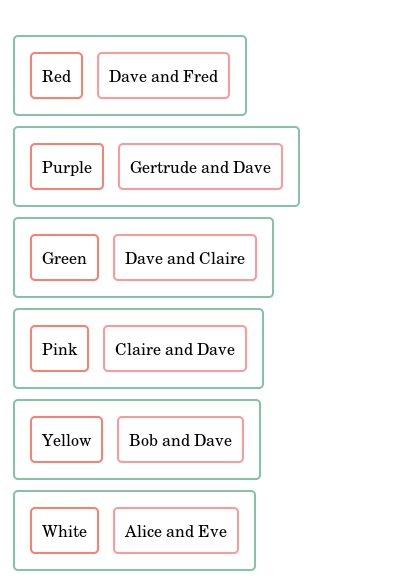 Red Dave and Fred
Purple Gertrude and Dave
Green Dave and Claire
Pink Claire and Dave
Yellow Bob and Dave
White Alice and Eve